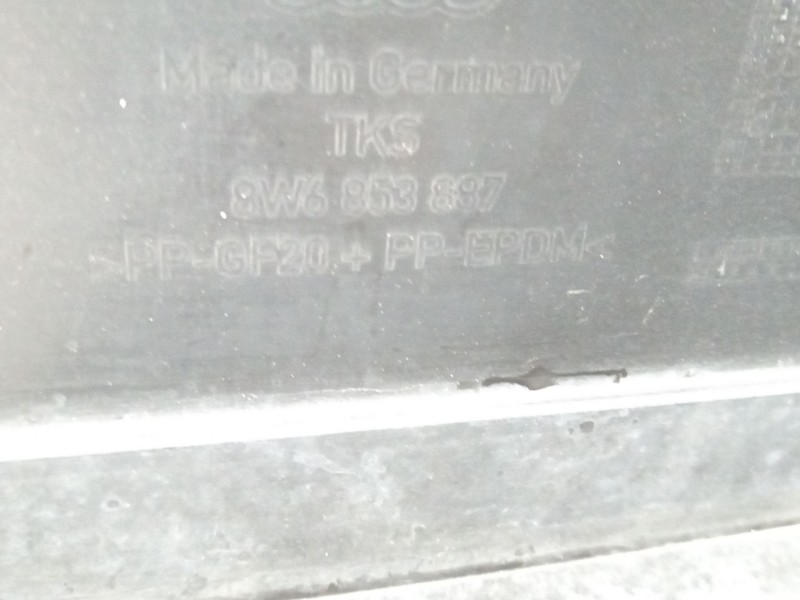 Made in Germany
TKS
8W6 853 887
>PP-GF20 + PP-EPDM<